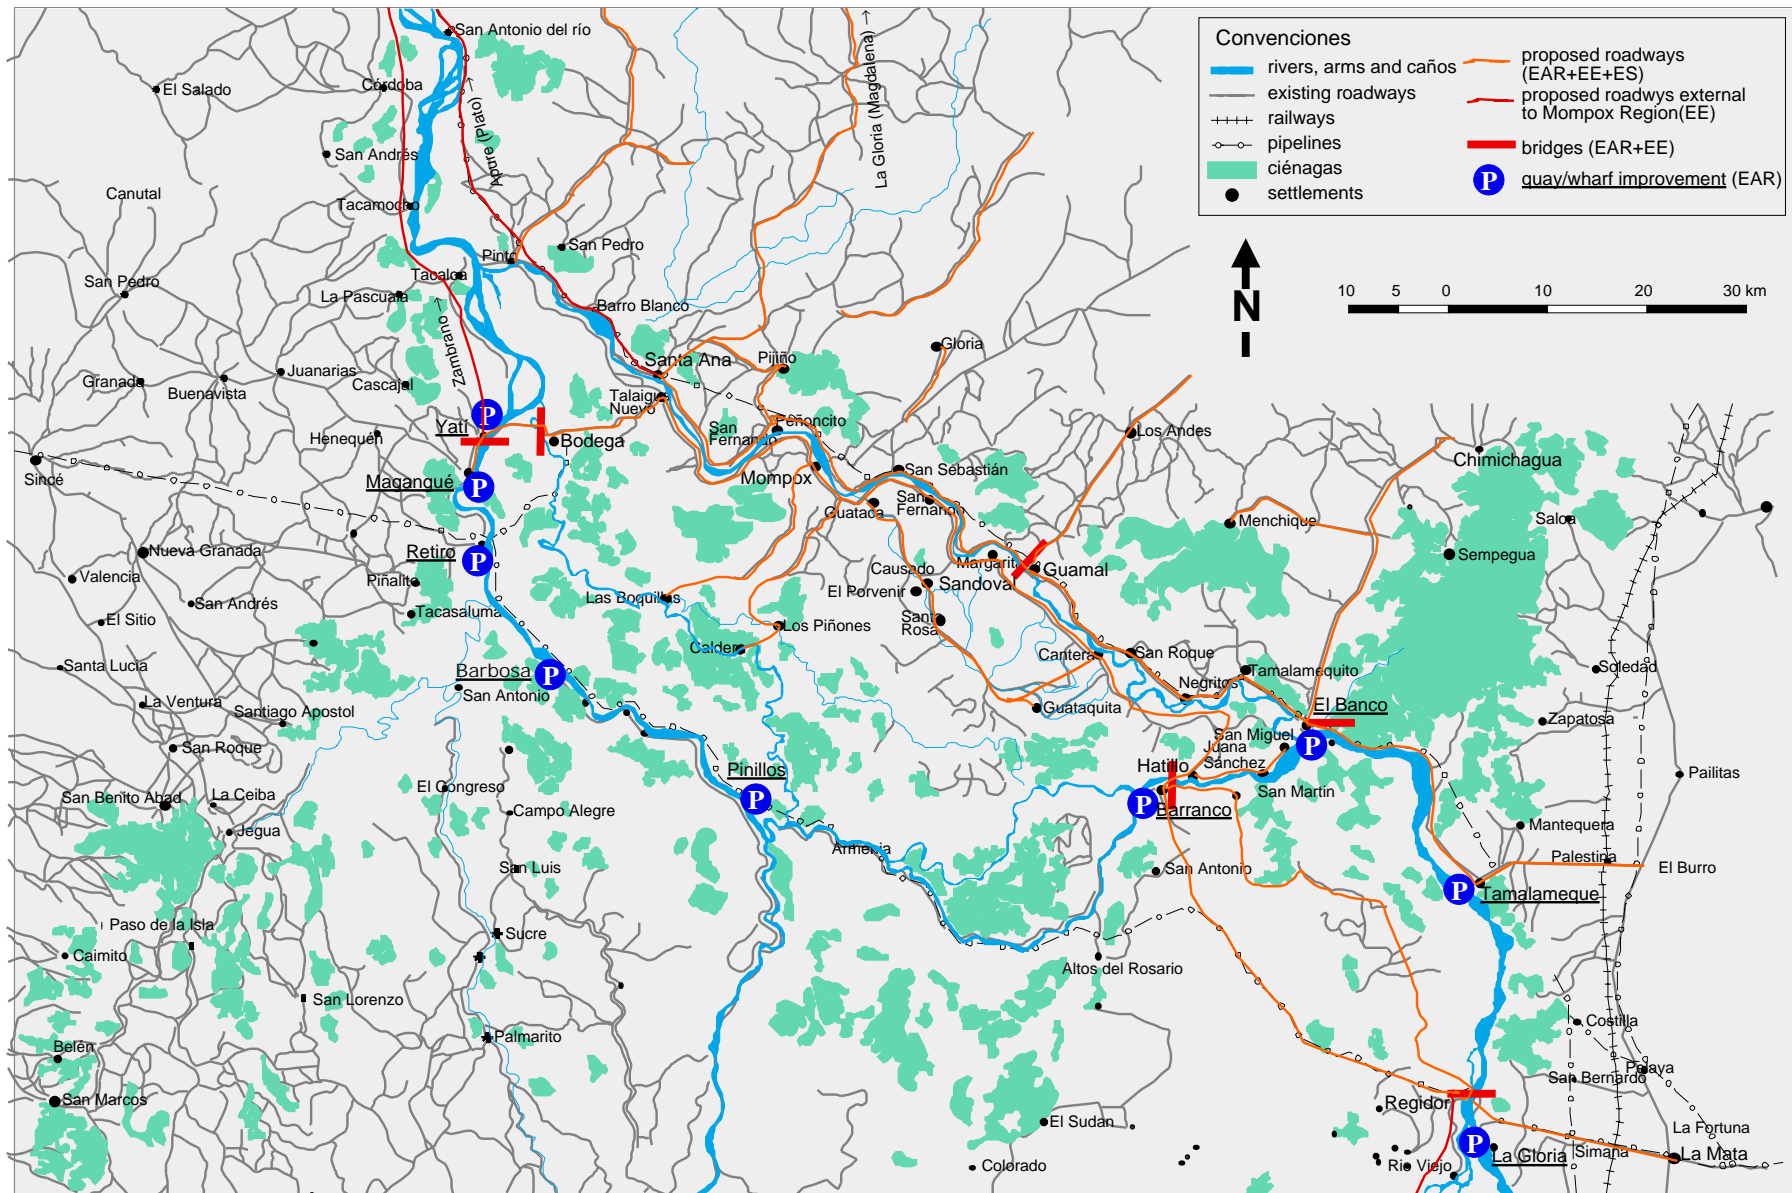 Convenciones
rivers, arms and caños
existing roadways
railways
pipelines
ciénagas
settlements
proposed roadways
(EAR+EE+ES)
proposed roadwys external
to Mompox Region(EE)
bridges (EAR+EE)
P quay/wharf improvement (EAR)
N
10 5 0 10 20 30 km
San Antonio del río
El Salado
Córdoba
Apure (Plato) →
La Gloria (Magdalena) →
San Andrés
Canutal
Tacamocho
Pinto
San Pedro
Tacaloa
San Pedro
La Pascuala
Barro Blanco
Zambrano →
Santa Ana
Pijiño
Gloria
Juanarias
Granada
Buenavista
Cascajal
Talaigua
Nuevo
P
Yatí
Henequén
Bodega
San
Fernando
Peñoncito
Los Andes
Chimichagua
Sincé
Magangué
P
Mompox
San Sebastián
San
Fernando
Guataca
Menchique
Saloa
Nueva Granada
Retiro
P
Margarita
Guamal
Sempegua
Valencia
Piñalito
Causado
Sandoval
El Porvenir
San Andrés
Las Boquillas
El Sitio
Tacasaluma
Santa
Rosa
Los Piñones
Caldera
Cantera
San Roque
Santa Lucia
Barbosa
P
Tamalamequito
Soledad
San Antonio
Negritos
La Ventura
Santiago Apostol
Guataquita
El Banco
Zapatosa
San Roque
San Miguel
P
Juana
Sánchez
Pinillos
P
Hatillo
Pailitas
San Benito Abad
La Ceiba
El Congreso
San Martin
P
Barranco
Campo Alegre
Jegua
Mantequera
Armenia
San Luis
San Antonio
Palestina
El Burro
P
Tamalameque
Paso de la Isla
Sucre
Caimito
Altos del Rosario
San Lorenzo
Costilla
Palmarito
Belén
Pelaya
San Bernardo
San Marcos
Regidor
El Sudan
La Fortuna
P
Simaña
La Mata
La Gloria
Colorado
Rio Viejo